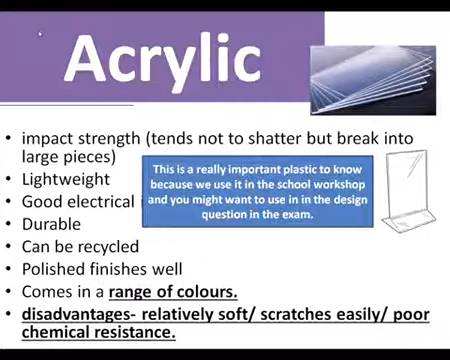 Acrylic
• impact strength (tends not to shatter but break into
large pieces)
• Lightweight
• Good electrical
• Durable
• Can be recycled
• Polished finishes well
• Comes in a range of colours.
• disadvantages- relatively soft/ scratches easily/ poor
chemical resistance.
This is a really important plastic to know
because we use it in the school workshop
and you might want to use in in the design
question in the exam.